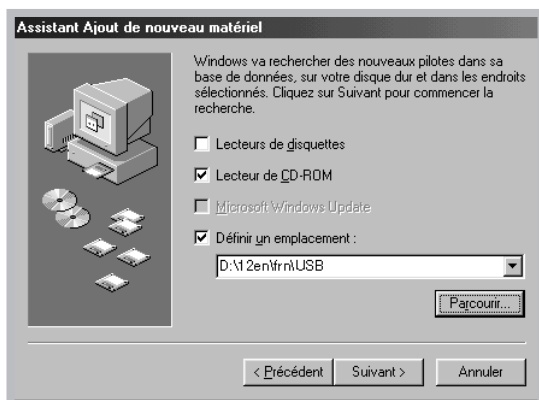 Assistant Ajout de nouveau matériel
Windows va rechercher des nouveaux pilotes dans sa
base de données, sur votre disque dur et dans les endroits
sélectionnés. Cliquez sur Suivant pour commencer la
recherche.
Lecteurs de disquettes
Lecteur de CD-ROM
Microsoft Windows Update
Définir un emplacement :
D:\12en\frn\USB
Parcourir...
< Précédent
Suivant >
Annuler